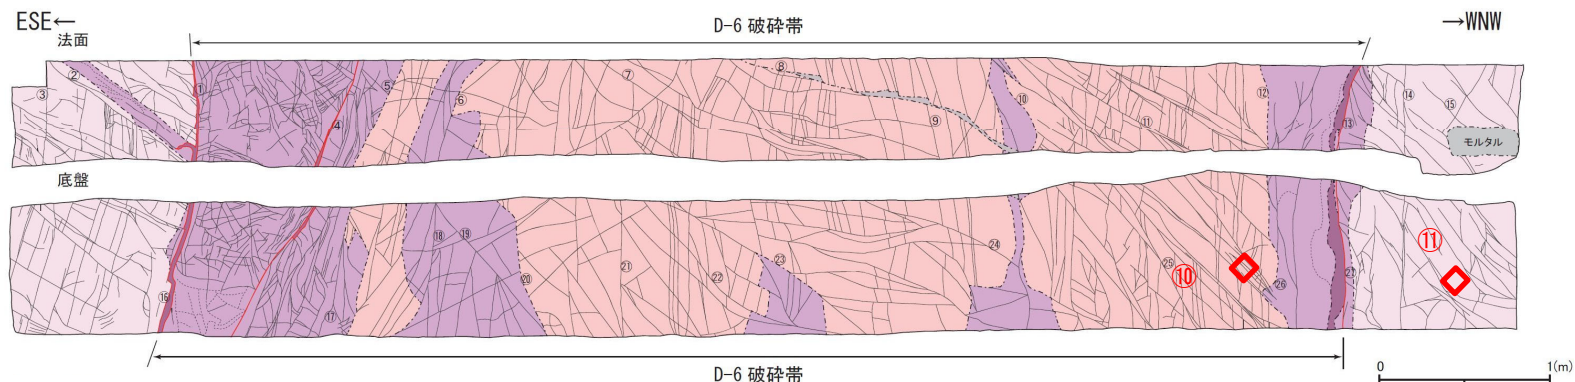 ESE← D-6 破砕帯 →WNW
法面
② ① ⑤ ⑦ ⑧ ⑫ ⑭
③ ④ ⑥ ⑨ ⑩ ⑪ ⑬ ⑮
モルタル
底盤
⑱ ⑲ ㉓ ㉔ ⑪
⑯ ⑰ ⑳ ㉑ ㉒ ㉕ ⑩ ㉖ ㉗
D-6 破砕帯
0 1(m)